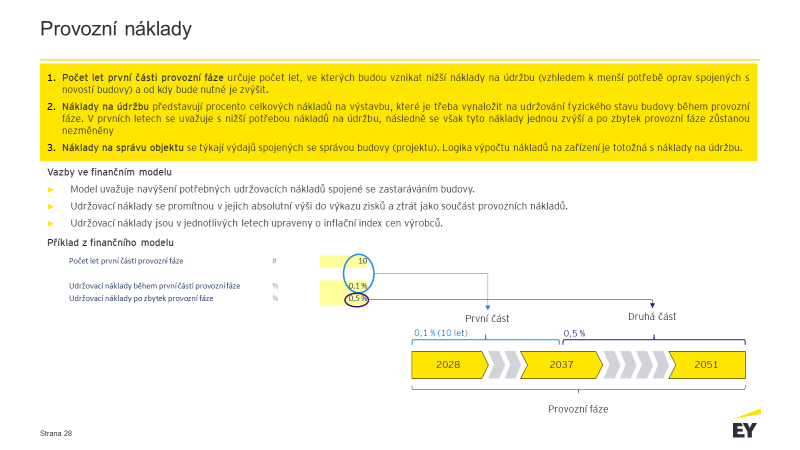 Provozní náklady
1. Počet let první části provozní fáze určuje počet let, ve kterých budou vznikat nižší náklady na údržbu (vzhledem k menší potřebě oprav spojených s
novostí budovy) a od kdy bude nutné je zvýšit.
2. Náklady na údržbu představují procento celkových nákladů na výstavbu, které je třeba vynaložit na udržování fyzického stavu budovy během provozní
fáze. V prvních letech se uvažuje s nižší potřebou nákladů na údržbu, následně se však tyto náklady jednou zvýší a po zbytek provozní fáze zůstanou
nezměněny
3. Náklady na správu objektu se týkají výdajů spojených se správou budovy (projektu). Logika výpočtu nákladů na zařízení je totožná s náklady na údržbu.
Vazby ve finančním modelu
► Model uvažuje navýšení potřebných udržovacích nákladů spojené se zastaráváním budovy.
► Udržovací náklady se promítnou v jejich absolutní výši do výkazu zisků a ztrát jako součást provozních nákladů.
► Udržovací náklady jsou v jednotlivých letech upraveny o inflační index cen výrobců.
Příklad z finančního modelu
Počet let první části provozní fáze # 10
Udržovací náklady během první části provozní fáze % 0,1 %
Udržovací náklady po zbytek provozní fáze % 0,5 %
První část Druhá část
0,1 % (10 let) 0,5 %
2028 2037 2051
Provozní fáze
Strana 28
EY